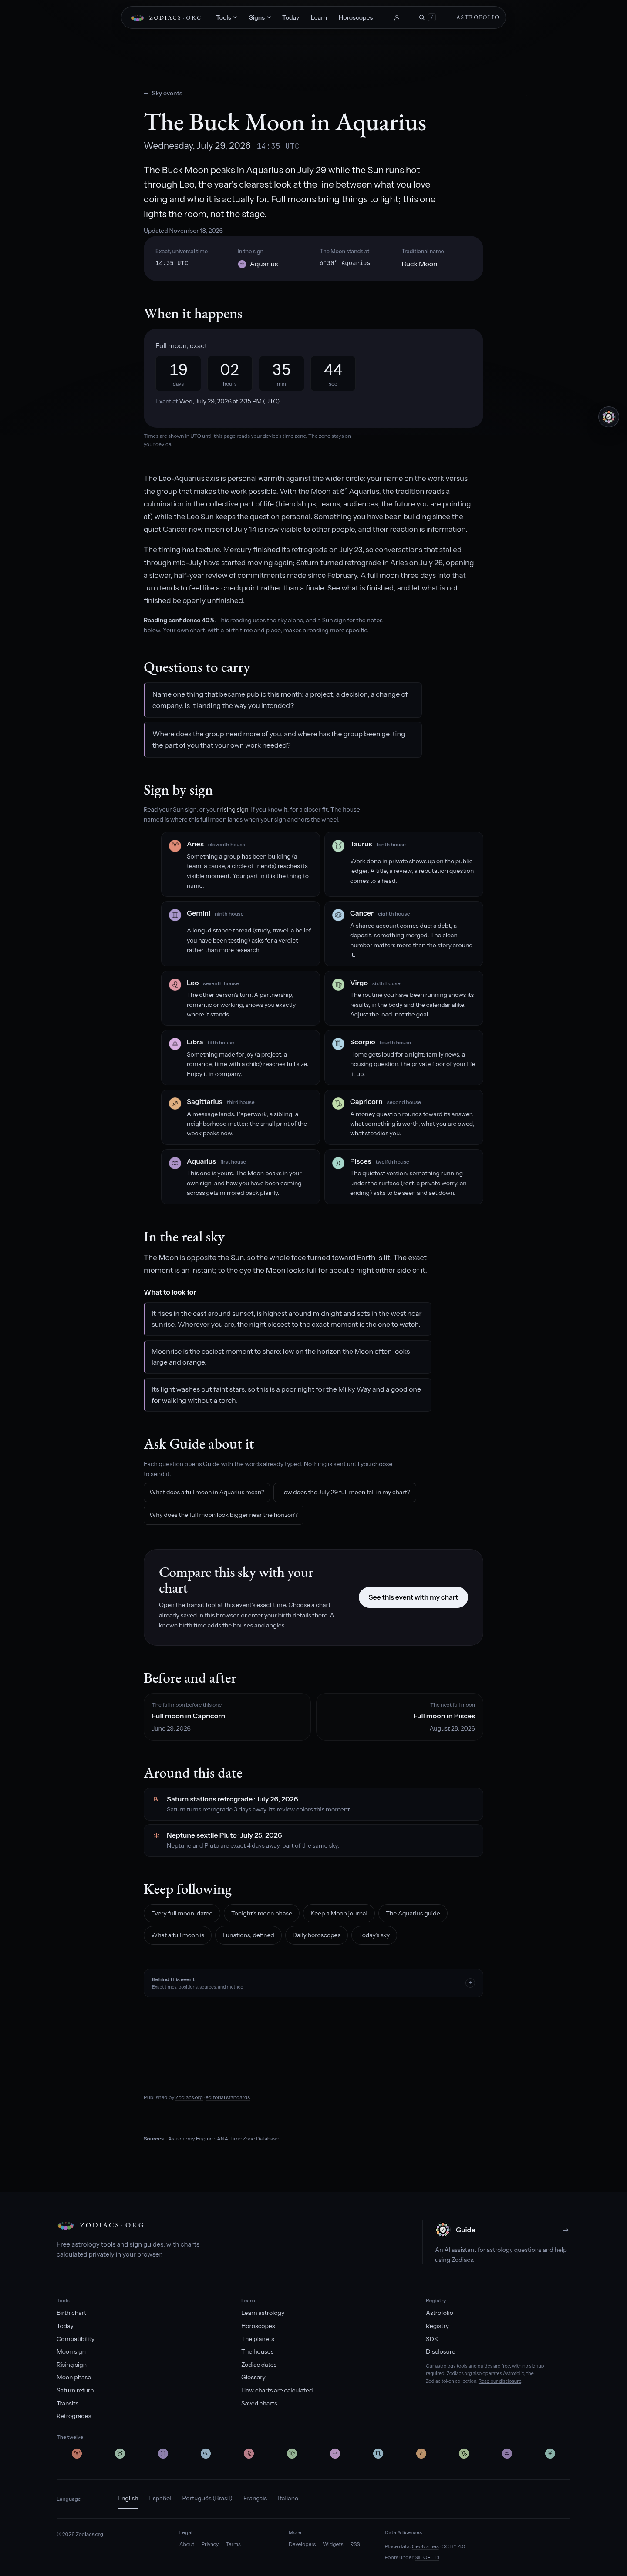 ZODIACS·ORG Tools Signs Today Learn Horoscopes / ASTROFOLIO
← Sky events
The Buck Moon in Aquarius
Wednesday, July 29, 2026 14:35 UTC
The Buck Moon peaks in Aquarius on July 29 while the Sun runs hot
through Leo, the year's clearest look at the line between what you love
doing and who it is actually for. Full moons bring things to light; this one
lights the room, not the stage.
Updated November 18, 2026
Exact, universal time In the sign The Moon stands at Traditional name
14:35 UTC Aquarius 6°30′ Aquarius Buck Moon
When it happens
Full moon, exact
19 02 35 44
days hours min sec
Exact at Wed, July 29, 2026 at 2:35 PM (UTC)
Times are shown in UTC until this page reads your device's time zone. The zone stays on
your device.
The Leo-Aquarius axis is personal warmth against the wider circle: your name on the work versus
the group that makes the work possible. With the Moon at 6° Aquarius, the tradition reads a
culmination in the collective part of life (friendships, teams, audiences, the future you are pointing
at) while the Leo Sun keeps the question personal. Something you have been building since the
quiet Cancer new moon of July 14 is now visible to other people, and their reaction is information.
The timing has texture. Mercury finished its retrograde on July 23, so conversations that stalled
through mid-July have started moving again; Saturn turned retrograde in Aries on July 26, opening
a slower, half-year review of commitments made since February. A full moon three days into that
turn tends to feel like a checkpoint rather than a finale. See what is finished, and let what is not
finished be openly unfinished.
Reading confidence 40%. This reading uses the sky alone, and a Sun sign for the notes
below. Your own chart, with a birth time and place, makes a reading more specific.
Questions to carry
Name one thing that became public this month: a project, a decision, a change of
company. Is it landing the way you intended?
Where does the group need more of you, and where has the group been getting
the part of you that your own work needed?
Sign by sign
Read your Sun sign, or your rising sign, if you know it, for a closer fit. The house
named is where this full moon lands when your sign anchors the wheel.
Aries eleventh house
Something a group has been building (a
team, a cause, a circle of friends) reaches its
visible moment. Your part in it is the thing to
name.
Taurus tenth house
Work done in private shows up on the public
ledger. A title, a review, a reputation question
comes to a head.
Gemini ninth house
A long-distance thread (study, travel, a belief
you have been testing) asks for a verdict
rather than more research.
Cancer eighth house
A shared account comes due: a debt, a
deposit, something merged. The clean
number matters more than the story around
it.
Leo seventh house
The other person's turn. A partnership,
romantic or working, shows you exactly
where it stands.
Virgo sixth house
The routine you have been running shows its
results, in the body and the calendar alike.
Adjust the load, not the goal.
Libra fifth house
Something made for joy (a project, a
romance, time with a child) reaches full size.
Enjoy it in company.
Scorpio fourth house
Home gets loud for a night: family news, a
housing question, the private floor of your life
lit up.
Sagittarius third house
A message lands. Paperwork, a sibling, a
neighborhood matter: the small print of the
week peaks now.
Capricorn second house
A money question rounds toward its answer:
what something is worth, what you are owed,
what steadies you.
Aquarius first house
This one is yours. The Moon peaks in your
own sign, and how you have been coming
across gets mirrored back plainly.
Pisces twelfth house
The quietest version: something running
under the surface (rest, a private worry, an
ending) asks to be seen and set down.
In the real sky
The Moon is opposite the Sun, so the whole face turned toward Earth is lit. The exact
moment is an instant; to the eye the Moon looks full for about a night either side of it.
What to look for
It rises in the east around sunset, is highest around midnight and sets in the west near
sunrise. Wherever you are, the night closest to the exact moment is the one to watch.
Moonrise is the easiest moment to share: low on the horizon the Moon often looks
large and orange.
Its light washes out faint stars, so this is a poor night for the Milky Way and a good one
for walking without a torch.
Ask Guide about it
Each question opens Guide with the words already typed. Nothing is sent until you choose
to send it.
What does a full moon in Aquarius mean? How does the July 29 full moon fall in my chart?
Why does the full moon look bigger near the horizon?
Compare this sky with your
chart
Open the transit tool at this event's exact time. Choose a chart
already saved in this browser, or enter your birth details there. A
known birth time adds the houses and angles.
See this event with my chart
Before and after
The full moon before this one
Full moon in Capricorn
June 29, 2026
The next full moon
Full moon in Pisces
August 28, 2026
Around this date
Saturn stations retrograde · July 26, 2026
Saturn turns retrograde 3 days away. Its review colors this moment.
Neptune sextile Pluto · July 25, 2026
Neptune and Pluto are exact 4 days away, part of the same sky.
Keep following
Every full moon, dated Tonight's moon phase Keep a Moon journal The Aquarius guide
What a full moon is Lunations, defined Daily horoscopes Today's sky
Behind this event
Exact times, positions, sources, and method
+
Published by Zodiacs.org · editorial standards
Sources Astronomy Engine · IANA Time Zone Database
ZODIACS·ORG
Free astrology tools and sign guides, with charts
calculated privately in your browser.
Guide →
An AI assistant for astrology questions and help
using Zodiacs.
Tools
Birth chart
Today
Compatibility
Moon sign
Rising sign
Moon phase
Saturn return
Transits
Retrogrades
Learn
Learn astrology
Horoscopes
The planets
The houses
Zodiac dates
Glossary
How charts are calculated
Saved charts
Registry
Astrofolio
Registry
SDK
Disclosure
Our astrology tools and guides are free, with no signup
required. Zodiacs.org also operates Astrofolio, the
Zodiac token collection. Read our disclosure
The twelve
Language English Español Português (Brasil) Français Italiano
© 2026 Zodiacs.org
Legal
About Privacy Terms
More
Developers Widgets RSS
Data & licenses
Place data: GeoNames · CC BY 4.0
Fonts under SIL OFL 1.1